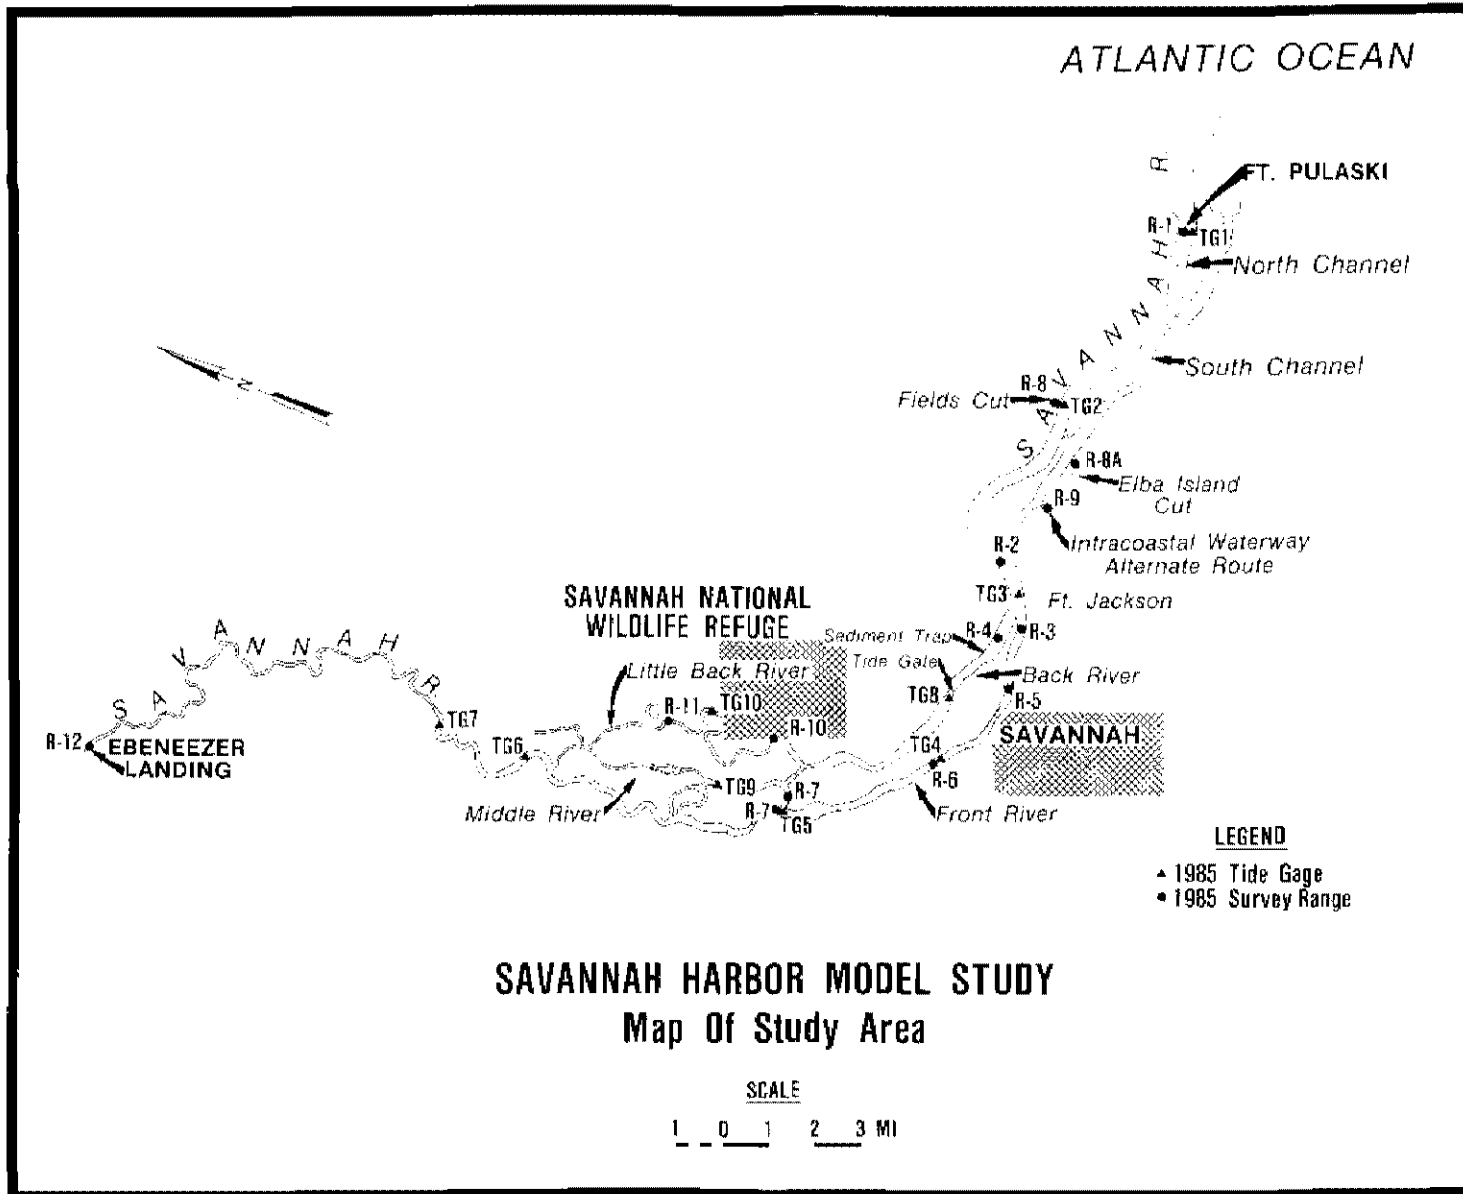 ATLANTIC OCEAN
SAVANNAH R.
FT. PULASKI
R-1
TG1
North Channel
South Channel
R-8
Fields Cut
TG2
R-8A
Elba Island
Cut
R-9
Intracoastal Waterway
Alternate Route
R-2
TG3
Ft. Jackson
R-4
R-3
Sediment Trap
Tide Gate
Back River
TG8
R-5
SAVANNAH
TG4
R-6
Front River
N
SAVANNAH NATIONAL
WILDLIFE REFUGE
Little Back River
R-11
TG10
R-10
SAVANNAH R.
TG7
R-12
EBENEEZER
LANDING
TG6
Middle River
TG9
R-7
R-7
TG5
LEGEND
1985 Tide Gage
1985 Survey Range
SAVANNAH HARBOR MODEL STUDY
Map Of Study Area
SCALE
1 0 1 2 3 MI